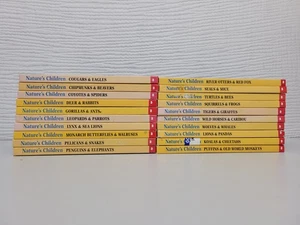 Nature's Children COUGARS & EAGLES
Nature's Children CHIPMUNKS & BEAVERS
Nature's Children COYOTES & SPIDERS
Nature's Children DEER & RABBITS
Nature's Children GORILLAS & ANTS
Nature's Children LEOPARDS & PARROTS
Nature's Children LYNX & SEA LIONS
Nature's Children MONARCH BUTTERFLIES & WALRUSES
Nature's Children PELICANS & SNAKES
Nature's Children PENGUINS & ELEPHANTS
Nature's Children RIVER OTTERS & RED FOX
Nature's Children SEALS & MICE
Nature's Children TURTLES & BEES
Nature's Children SQUIRRELS & FROGS
Nature's Children TIGERS & GIRAFFES
Nature's Children WILD HORSES & CARIBOU
Nature's Children WOLVES & WHALES
Nature's Children LIONS & PANDAS
Nature's KOALAS & CHEETAHS
Nature's Children PUFFINS & OLD WORLD MONKEYS